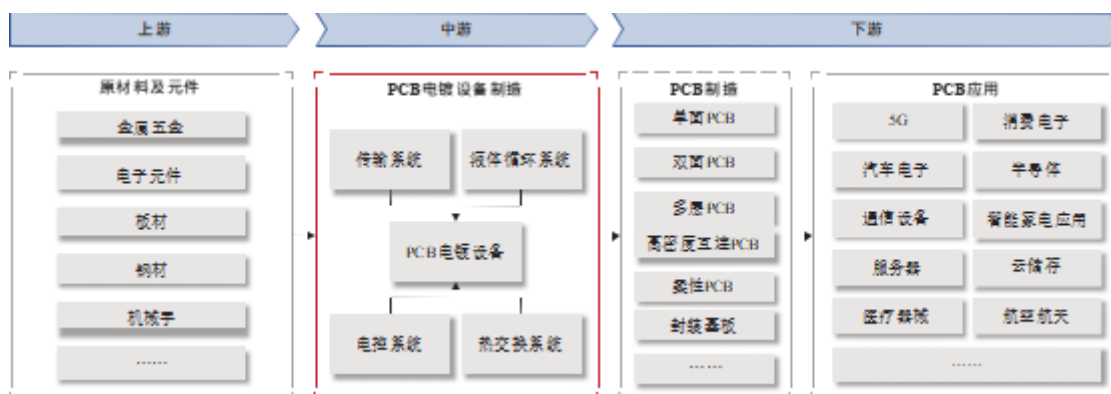 上游
中游
下游
原材料及元件
金属五金
电子元件
板材
钢材
机械手
……
PCB电镀设备制造
传输系统
液体循环系统
PCB电镀设备
电控系统
热交换系统
PCB制造
单面PCB
双面PCB
多层PCB
高密度互连PCB
柔性PCB
封装基板
……
PCB应用
5G
消费电子
汽车电子
半导体
通信设备
智能家电应用
服务器
云储存
医疗器械
航空航天
……